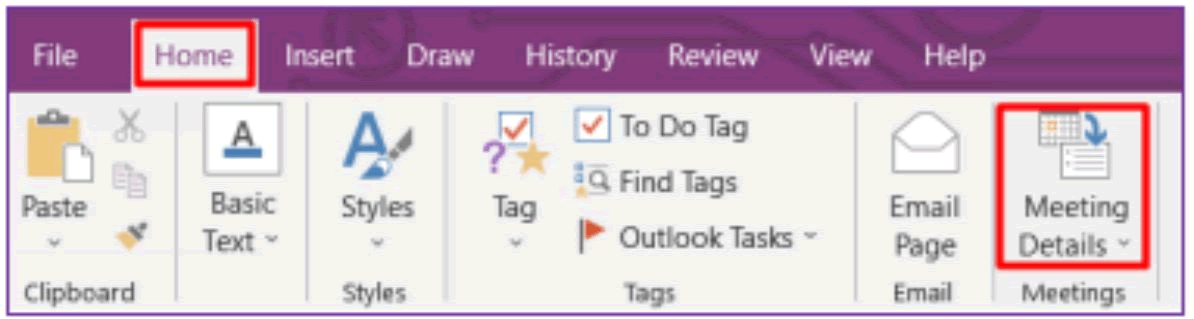 File Home Insert Draw History Review View Help
Paste
Clipboard
A
Basic
Text
Styles
Styles
Tag
To Do Tag
Find Tags
Outlook Tasks
Tags
Email
Page
Email
Meeting
Details
Meetings